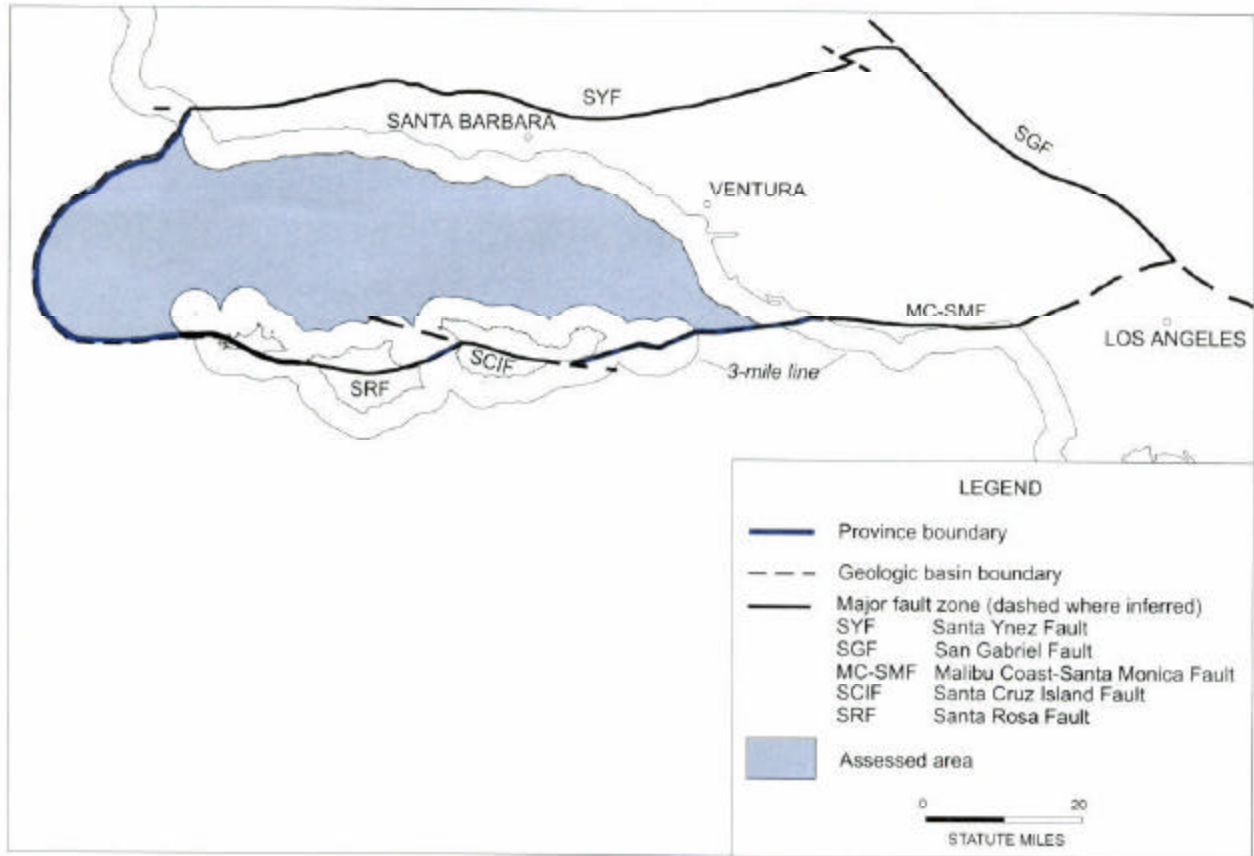 SYF
SANTA BARBARA
SGF
VENTURA
MC-SMF
LOS ANGELES
SCIF
SRF
3-mile line
LEGEND
Province boundary
Geologic basin boundary
Major fault zone (dashed where inferred)
SYF Santa Ynez Fault
SGF San Gabriel Fault
MC-SMF Malibu Coast-Santa Monica Fault
SCIF Santa Cruz Island Fault
SRF Santa Rosa Fault
Assessed area
0 20
STATUTE MILES